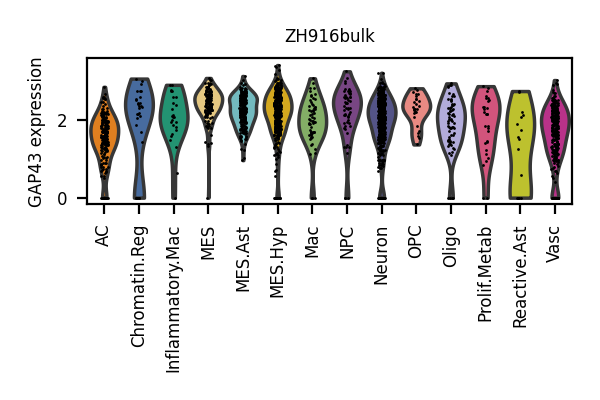 ZH916bulk
GAP43 expression
2
0
AC
Chromatin.Reg
Inflammatory.Mac
MES
MES.Ast
MES.Hyp
Mac
NPC
Neuron
OPC
Oligo
Prolif.Metab
Reactive.Ast
Vasc